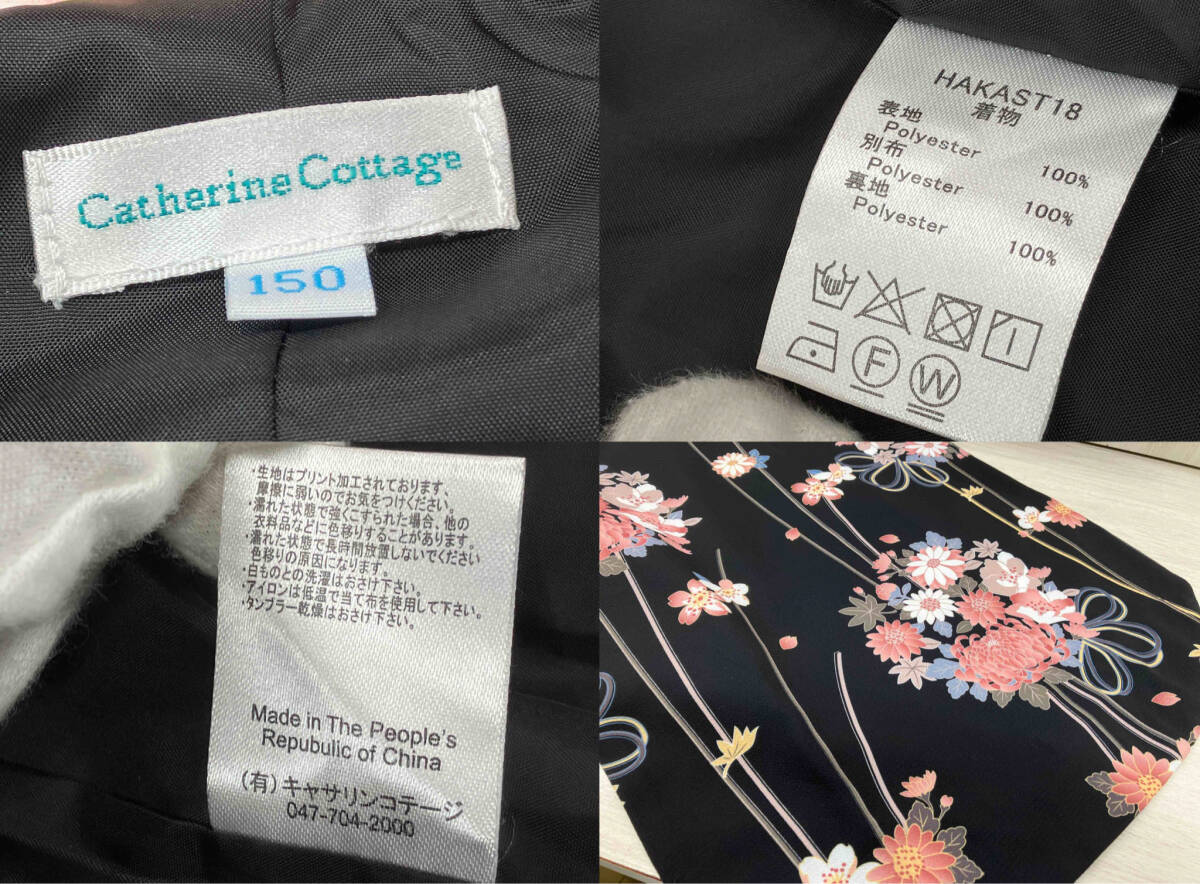 Catherine Cottage
150
HAKAST18
着物
表地
Polyester 100%
別布
Polyester 100%
裏地
Polyester 100%
F
W
・生地はプリント加工されております、
摩擦に弱いのでお気をつけください。
・濡れた状態で強くこすられた場合、他の
衣料品などに色移りすることがあります。
・濡れた状態で長時間放置しないでください
色移りの原因になります。
・白ものとの洗濯はおさけ下さい。
・アイロンは低温で当て布を使用して下さい。
・タンブラー乾燥はおさけ下さい。
Made in The People's
Repubulic of China
(有)キャサリンコテージ
047-704-2000